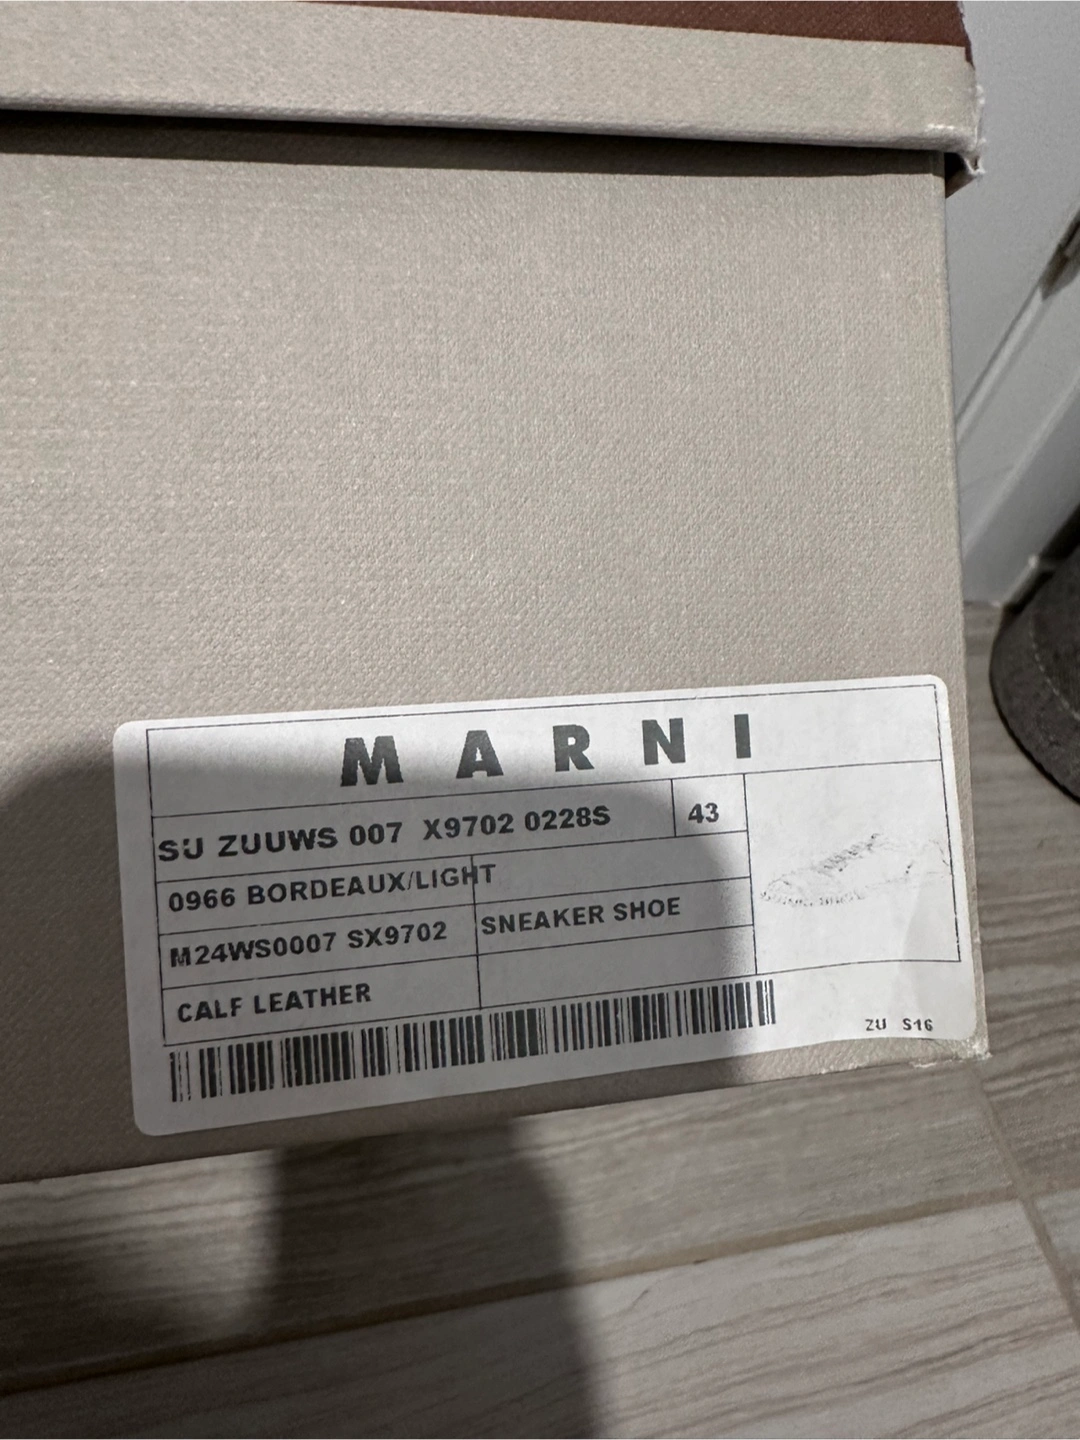 MARNI
SU ZUUWS 007 X9702 0228S 43
0966 BORDEAUX/LIGHT
M24WS0007 SX9702 SNEAKER SHOE
CALF LEATHER
ZU S16